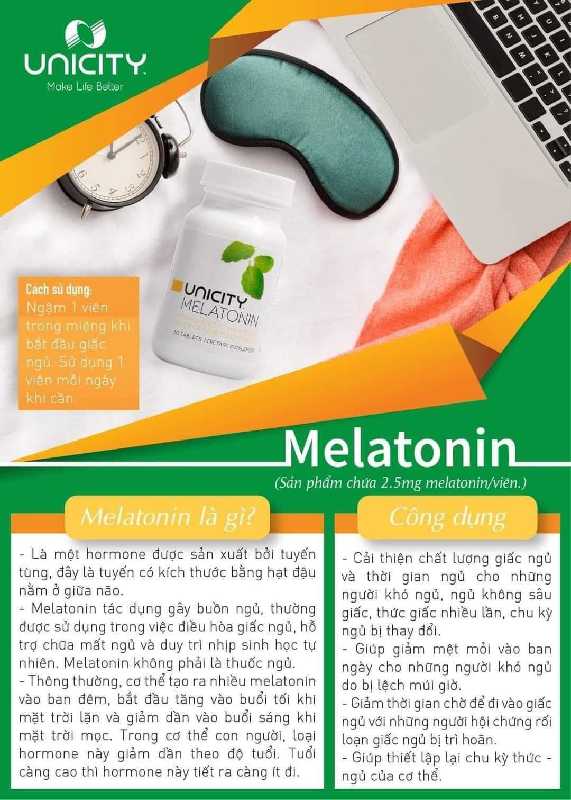 UNICITY
Make Life Better
UNICITY
MELATONIN
Cách sử dụng:
Ngậm 1 viên
trong miệng khi
bắt đầu giấc
ngủ. Sử dụng 1
viên mỗi ngày
khi cần.
Melatonin
(Sản phẩm chứa 2.5mg melatonin/viên.)
Melatonin là gì?
- Là một hormone được sản xuất bởi tuyến
tùng, đây là tuyến có kích thước bằng hạt đậu
nằm ở giữa não.
- Melatonin tác dụng gây buồn ngủ, thường
được sử dụng trong việc điều hòa giấc ngủ, hỗ
trợ chữa mất ngủ và duy trì nhịp sinh học tự
nhiên. Melatonin không phải là thuốc ngủ.
- Thông thường, cơ thể tạo ra nhiều melatonin
vào ban đêm, bắt đầu tăng vào buổi tối khi
mặt trời lặn và giảm dần vào buổi sáng khi
mặt trời mọc. Trong cơ thể con người, loại
hormone này giảm dần theo độ tuổi. Tuổi
càng cao thì hormone này tiết ra càng ít đi.
Công dụng
- Cải thiện chất lượng giấc ngủ
và thời gian ngủ cho những
người khó ngủ, ngủ không sâu
giấc, thức giấc nhiều lần, chu kỳ
ngủ bị thay đổi.
- Giúp giảm mệt mỏi vào ban
ngày cho những người khó ngủ
do bị lệch múi giờ.
- Giảm thời gian chờ để đi vào giấc
ngủ với những người hội chứng rối
loạn giấc ngủ bị trì hoãn.
- Giúp thiết lập lại chu kỳ thức -
ngủ của cơ thể.